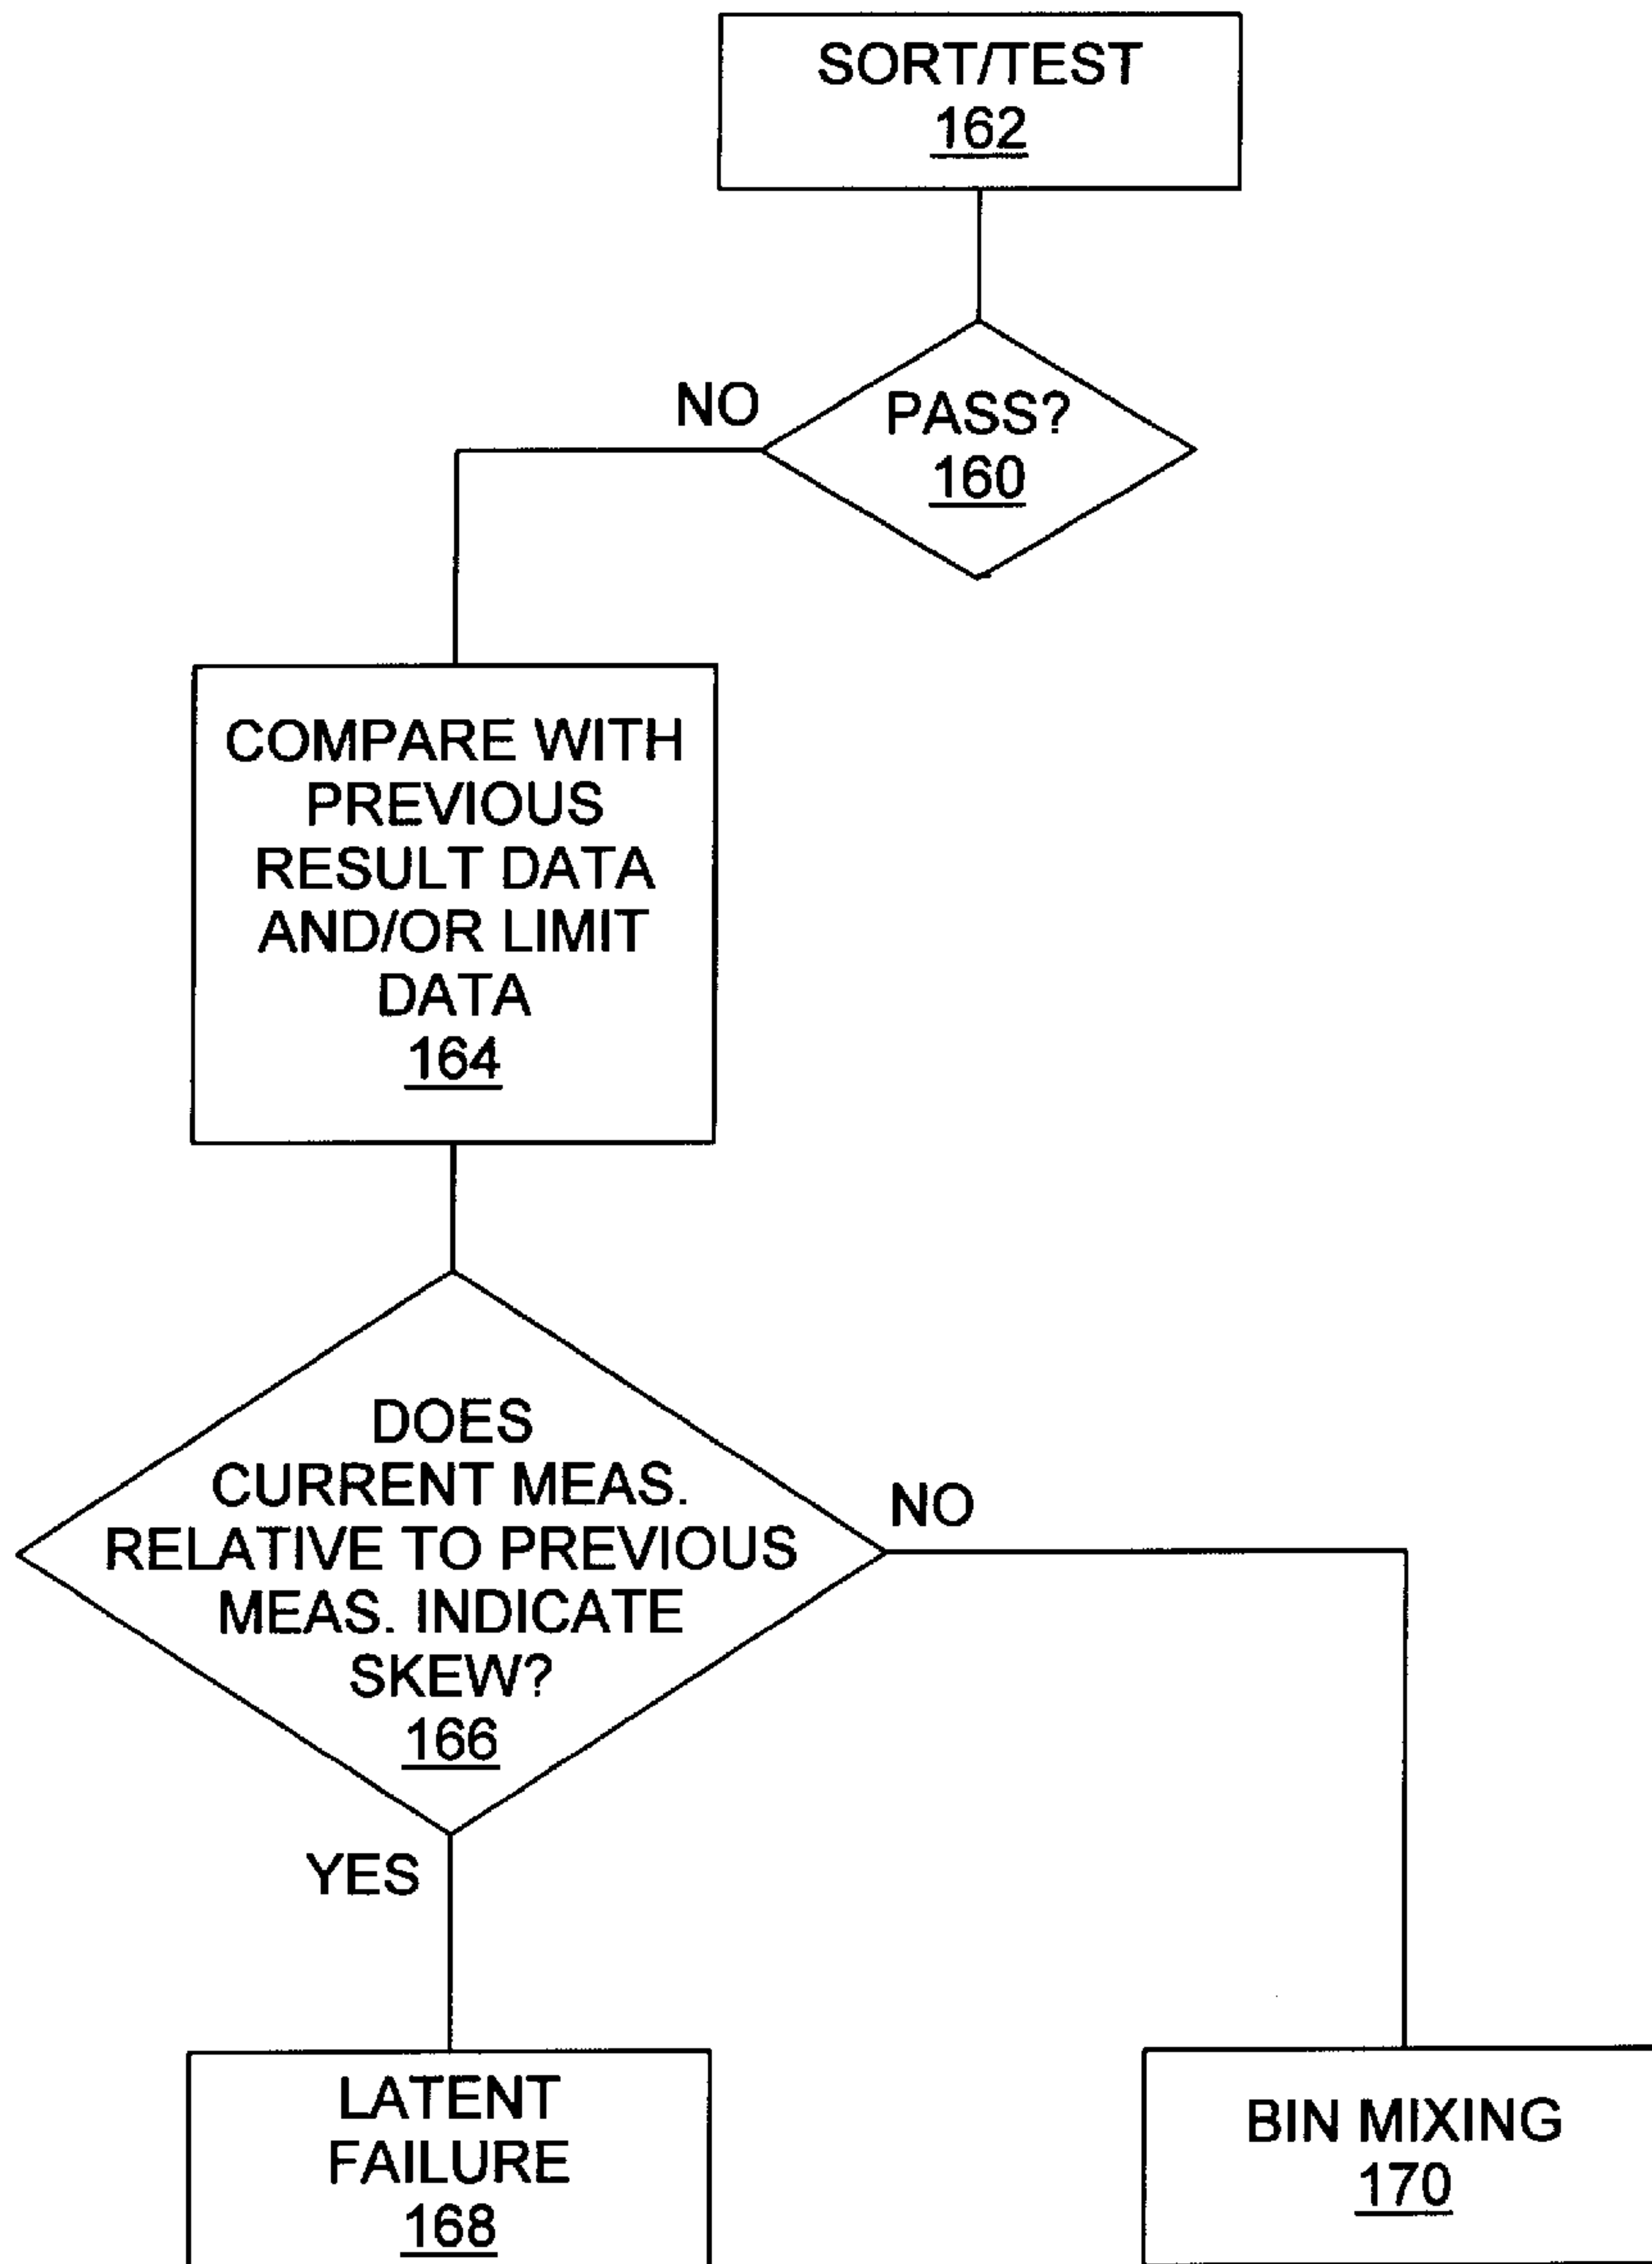 SORT/TEST
162
NO
PASS?
160
COMPARE WITH
PREVIOUS
RESULT DATA
AND/OR LIMIT
DATA
164
DOES
CURRENT MEAS.
RELATIVE TO PREVIOUS
MEAS. INDICATE
SKEW?
166
NO
YES
LATENT
FAILURE
168
BIN MIXING
170